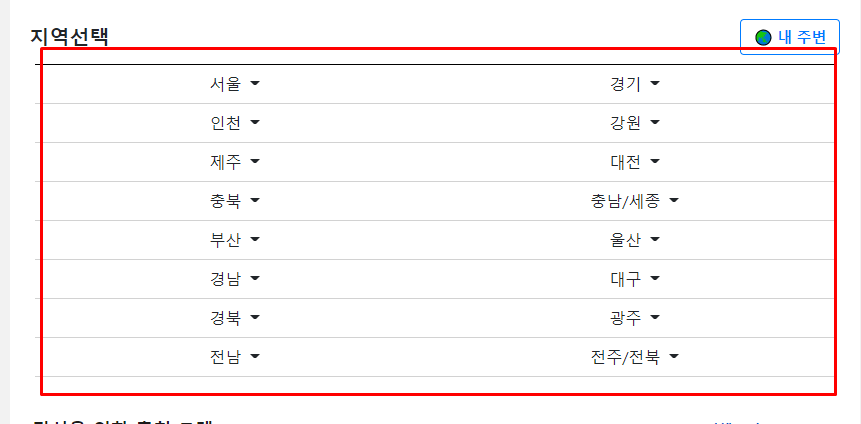 지역선택 내 주변
서울 경기
인천 강원
제주 대전
충북 충남/세종
부산 울산
경남 대구
경북 광주
전남 전주/전북